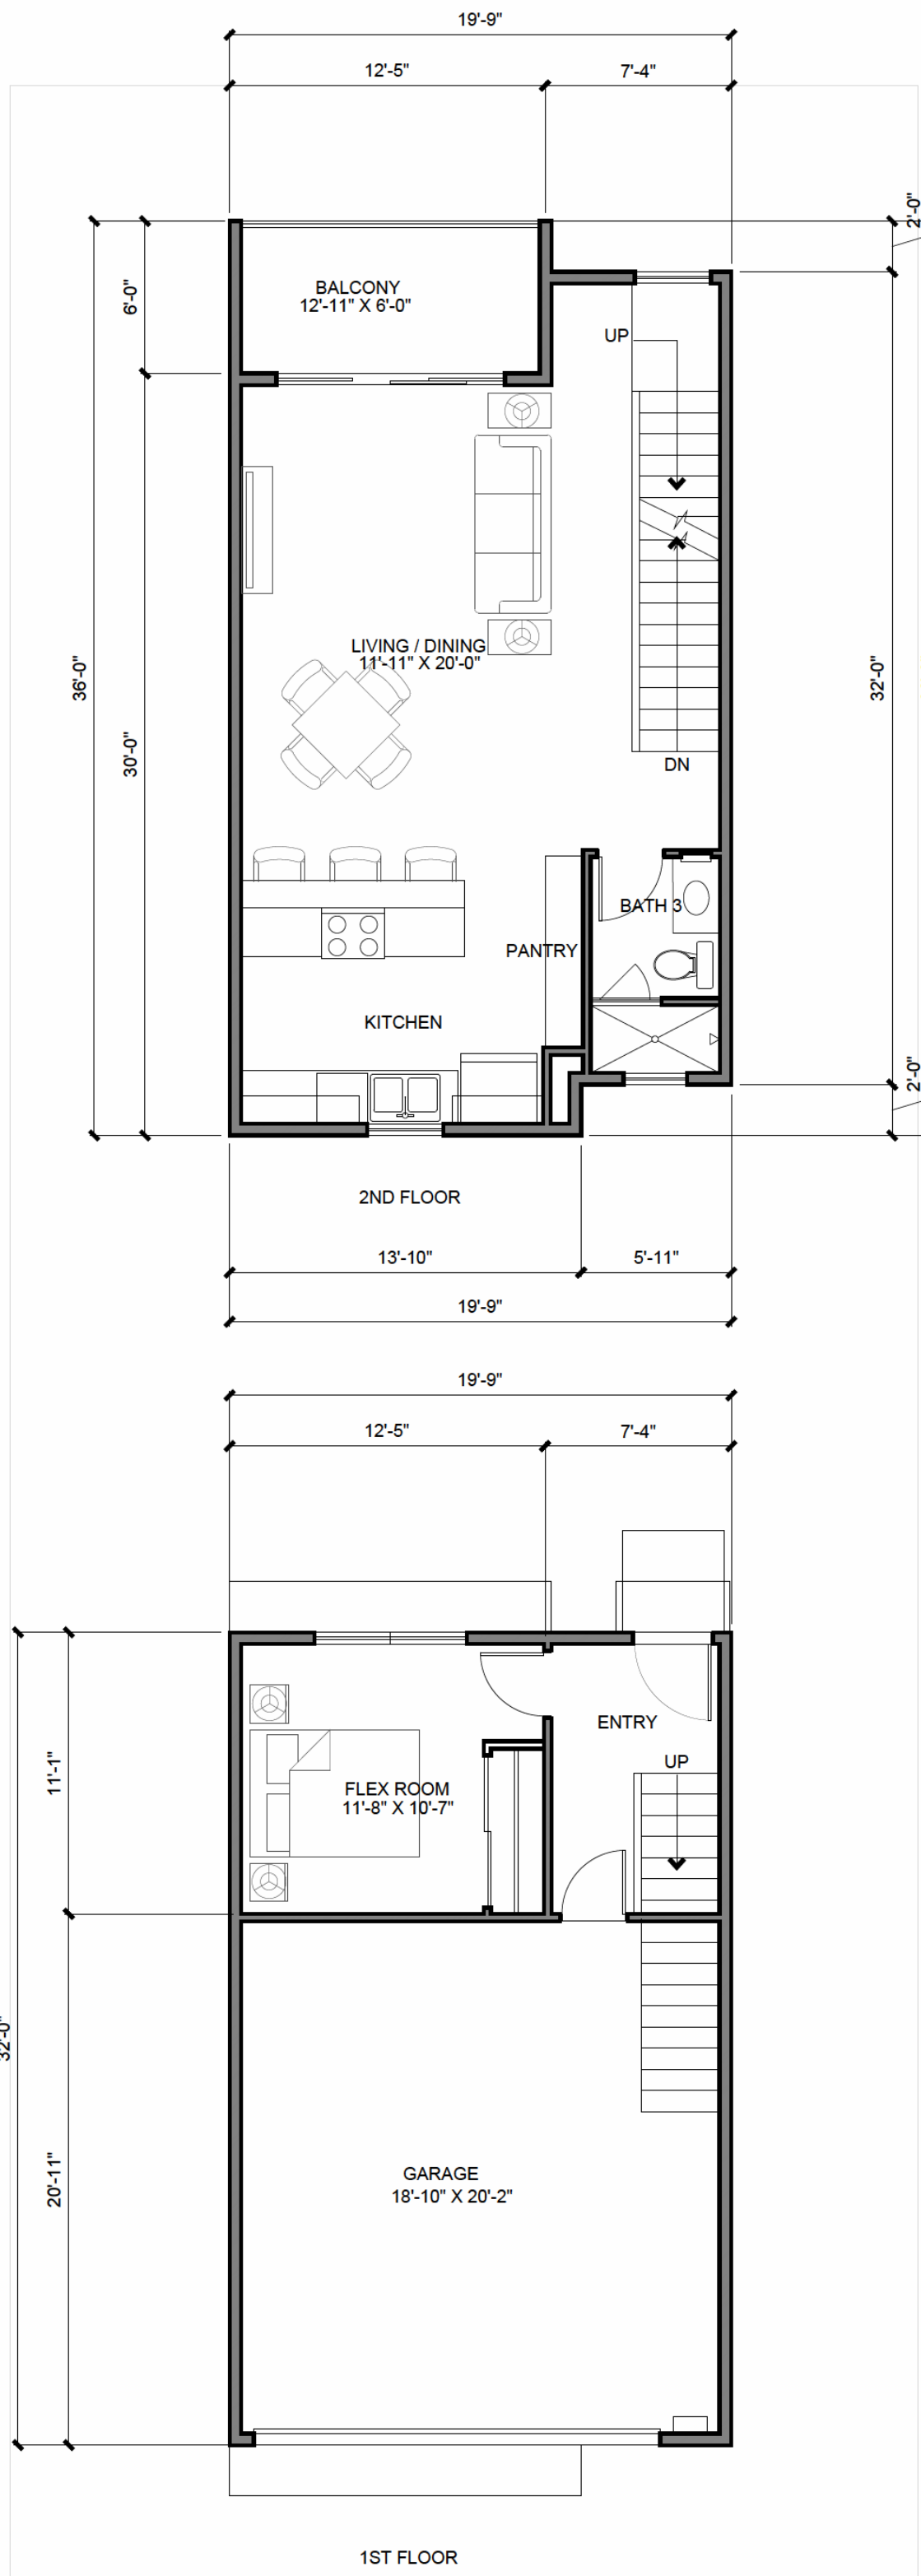 19'-9"
12'-5"
7'-4"
2'-0"
6'-0"
BALCONY
12'-11" X 6'-0"
UP
36'-0"
30'-0"
32'-0"
LIVING / DINING
11'-11" X 20'-0"
DN
BATH 3
PANTRY
KITCHEN
2'-0"
2ND FLOOR
13'-10"
5'-11"
19'-9"
19'-9"
12'-5"
7'-4"
ENTRY
UP
11'-1"
FLEX ROOM
11'-8" X 10'-7"
32'-0"
20'-11"
GARAGE
18'-10" X 20'-2"
1ST FLOOR